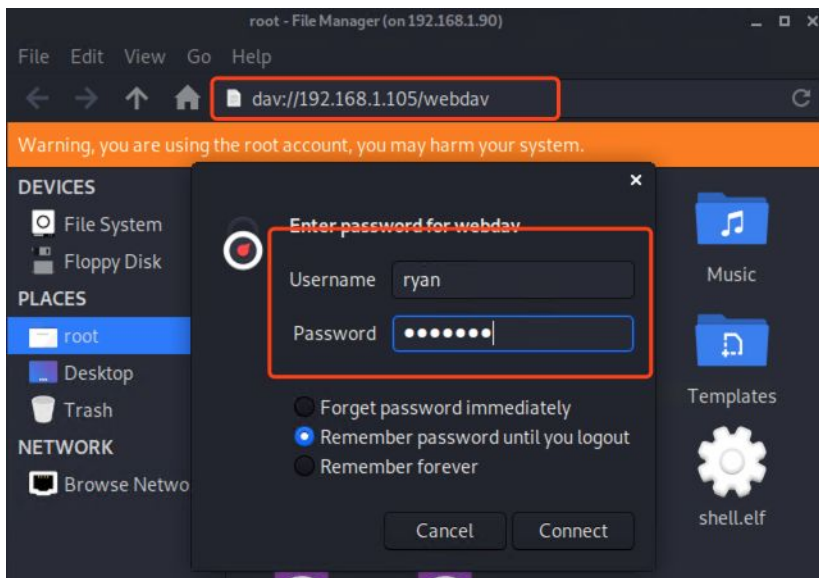 root - File Manager (on 192.168.1.90)
File Edit View Go Help
dav://192.168.1.105/webdav
Warning, you are using the root account, you may harm your system.
DEVICES
File System
Floppy Disk
PLACES
root
Desktop
Trash
NETWORK
Browse Netwo
Enter password for webdav
Username ryan
Password •••••••
Forget password immediately
Remember password until you logout
Remember forever
Cancel Connect
Music
Templates
shell.elf